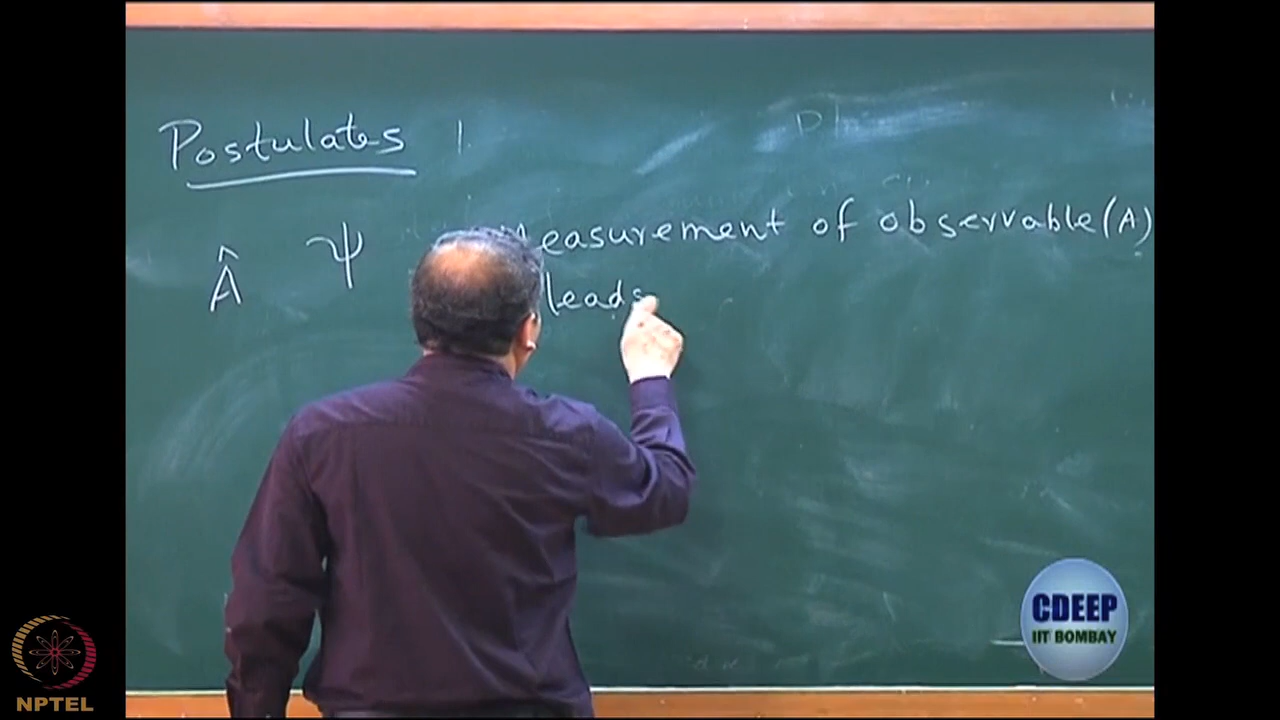 Postulates 1.
Â ψ Measurement of observable (A)
leads
CDEEP
IIT BOMBAY
NPTEL